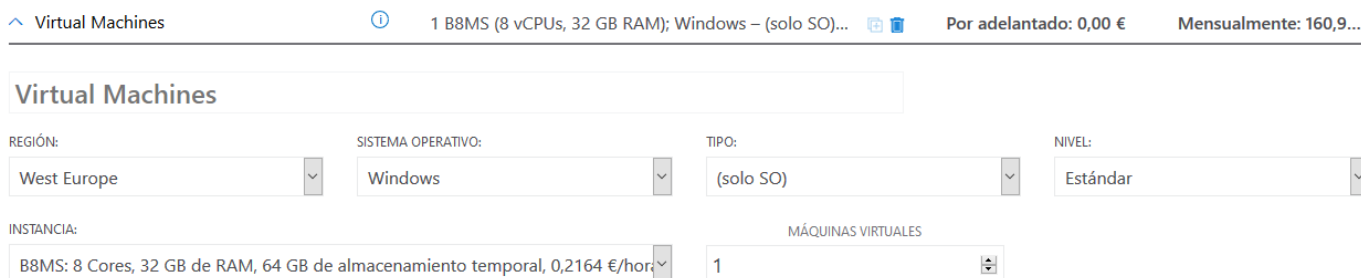 Virtual Machines 1 B8MS (8 vCPUs, 32 GB RAM); Windows – (solo SO)... Por adelantado: 0,00 € Mensualmente: 160,9...
Virtual Machines
REGIÓN: SISTEMA OPERATIVO: TIPO: NIVEL:
West Europe Windows (solo SO) Estándar
INSTANCIA: MÁQUINAS VIRTUALES
B8MS: 8 Cores, 32 GB de RAM, 64 GB de almacenamiento temporal, 0,2164 €/hora 1